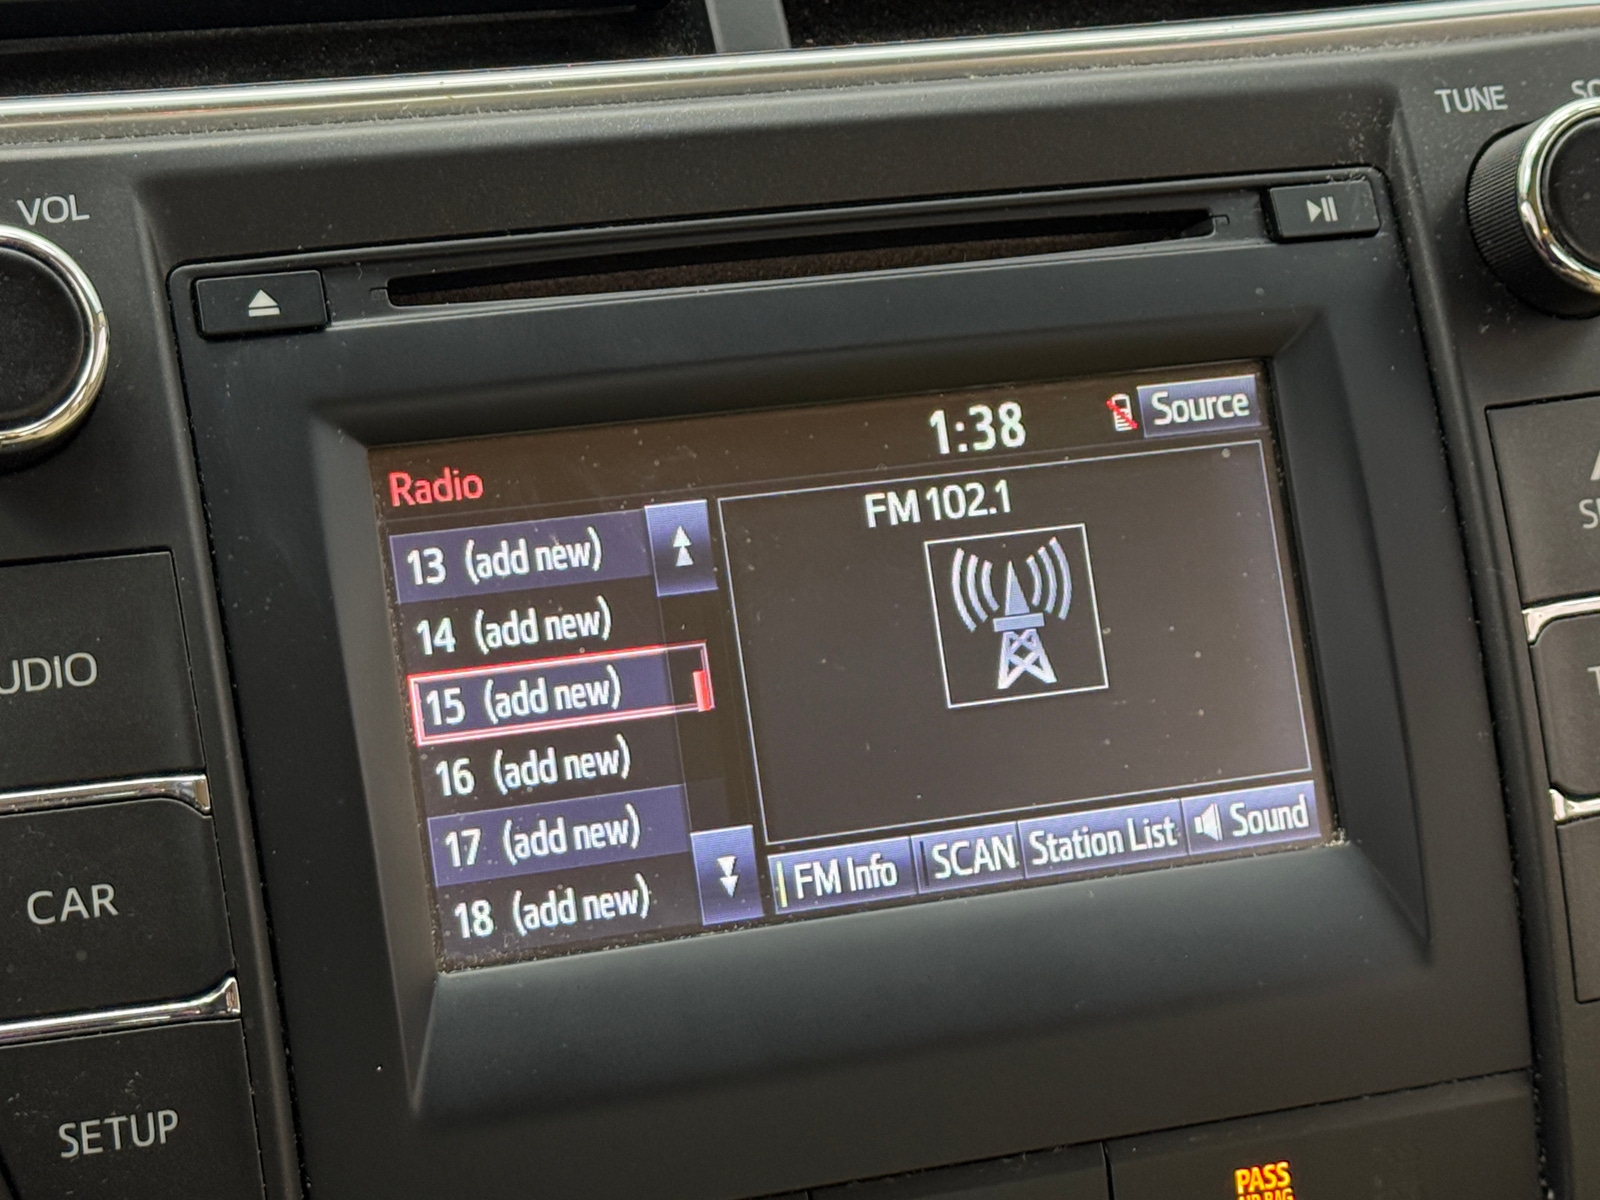 TUNE
VOL
1:38
Source
Radio
FM 102.1
13 (add new)
14 (add new)
15 (add new)
16 (add new)
17 (add new)
18 (add new)
FM Info
SCAN
Station List
Sound
UDIO
CAR
SETUP
PASS